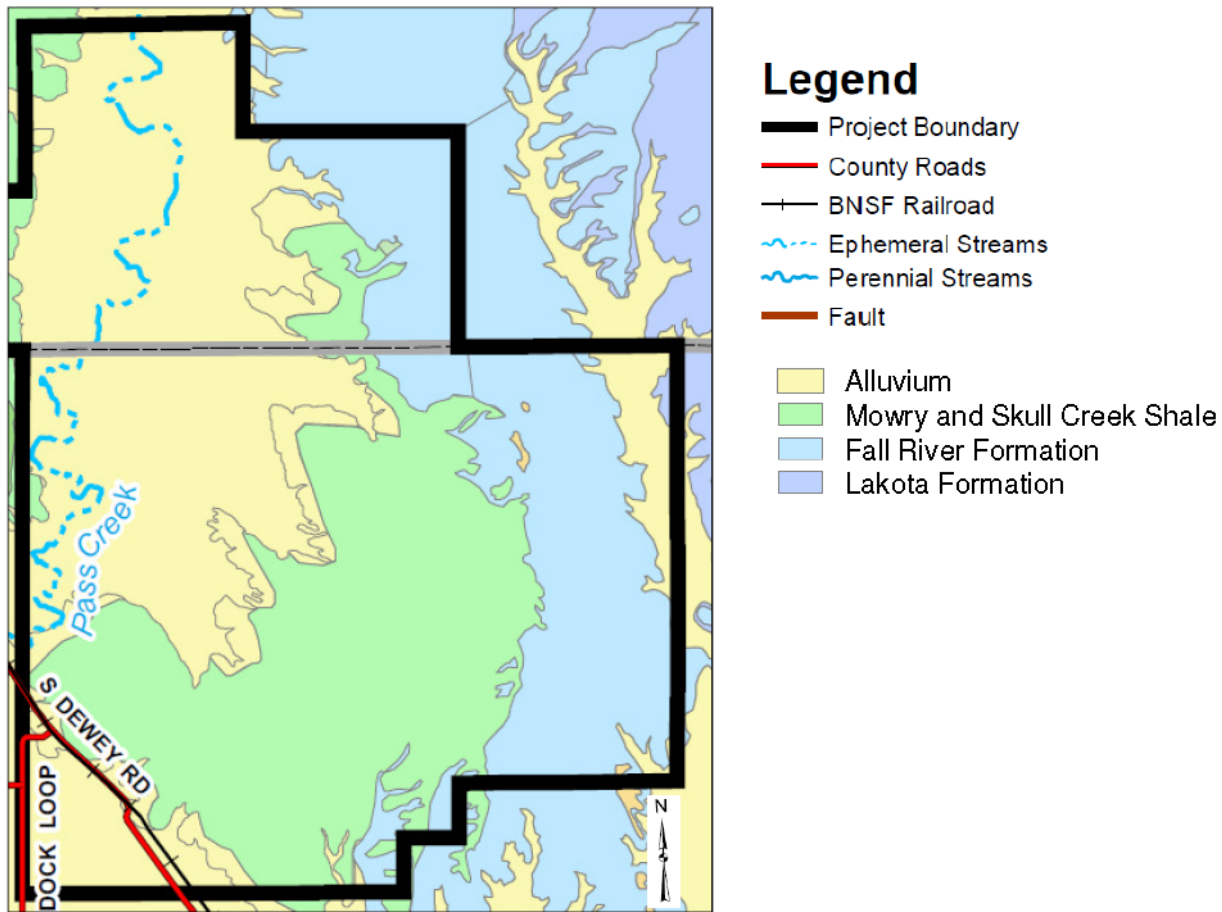 Legend
Project Boundary
County Roads
BNSF Railroad
Ephemeral Streams
Perennial Streams
Fault
Alluvium
Mowry and Skull Creek Shale
Fall River Formation
Lakota Formation
Pass Creek
S DEWEY RD
DOCK LOOP
N